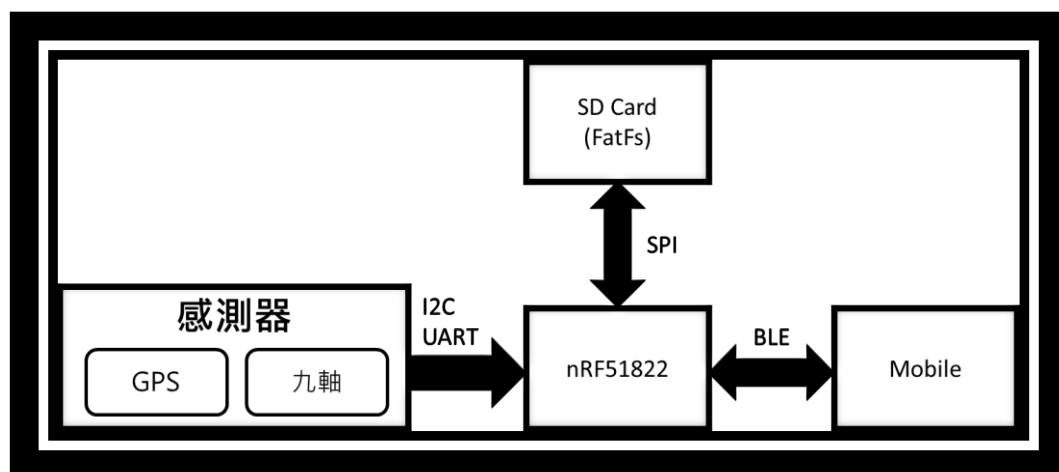 SD Card
(FatFs)
SPI
感測器
GPS
九軸
I2C
UART
nRF51822
BLE
Mobile